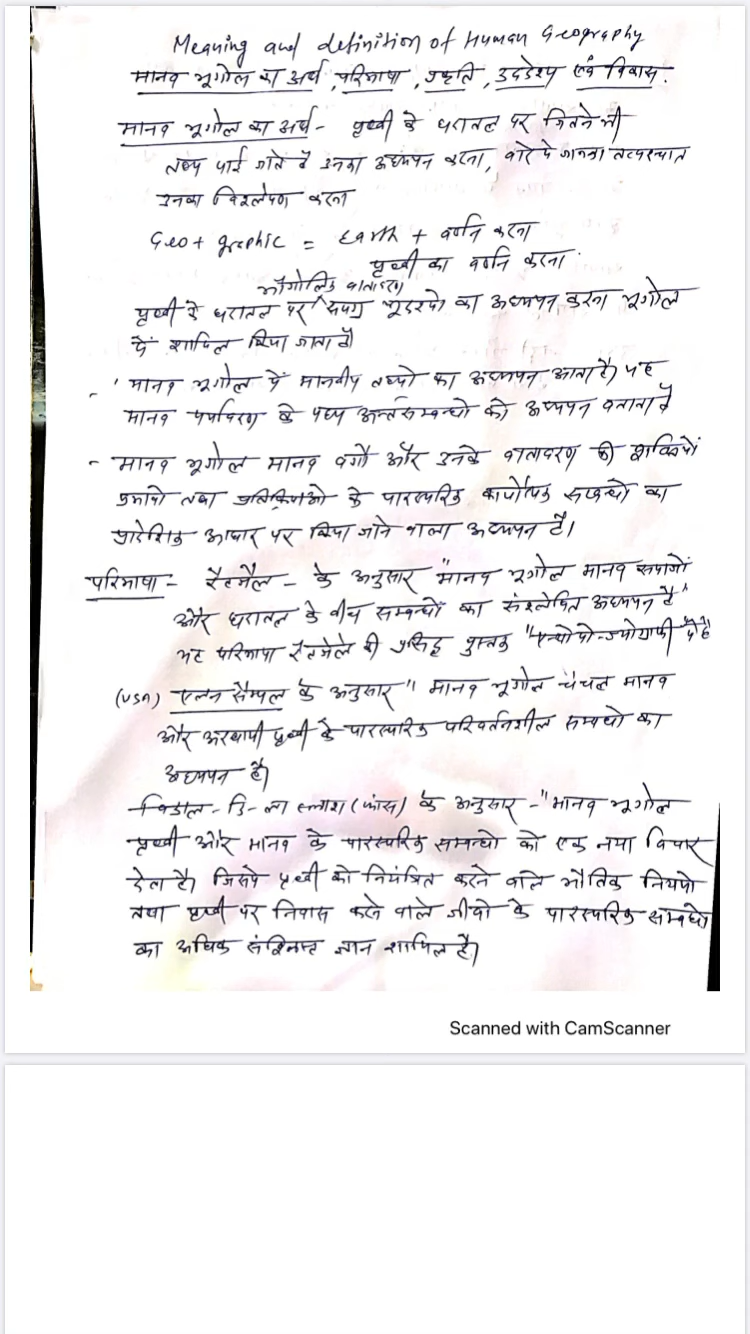 Meaning and definition of Human Geography
मानव भूगोल का अर्थ, परिभाषा, प्रकृति, उददेश्य एवं विकास.
मानव भूगोल का अर्थ - पृथ्वी के धरातल पर जितने भी
तथ्य पाई जाते है उनका अध्ययन करना, बारे में जानना तत्पश्चात
उनका विश्लेषण करना
Geo + graphic = Earth + वर्णन करना
पृथ्वी का वर्णन करना.
भौगोलिक वातावरण
पृथ्वी के धरातल पर समग्र भूदृश्यो का अध्ययन करना भूगोल
में शामिल किया जाता है।
- ' मानव भूगोल में मानवीय तथ्यो का अध्ययन आता है। यह
मानव पर्यावरण के मध्य अन्तर्सम्बन्धो को अध्ययन बताता है
- मानव भूगोल मानव वर्गो और उनके वातावरण की शक्तियों
प्रभावो तथा प्रतिक्रियाओ के पारस्परिक कार्यात्मक सम्बन्धो का
प्रादेशिक आधार पर किया जाने वाला अध्ययन है।
परिभाषा - रैटजेल - के अनुसार "मानव भूगोल मानव समाजों
और धरातल के बीच सम्बन्धों का संश्लेषित अध्ययन है"
यह परिभाषा रैटजेल की प्रसिद्ध पुस्तक "एन्थ्रोपो-ज्योग्राफी" में है
(USA) एलन सैम्पल के अनुसार " मानव भूगोल चंचल मानव
और अस्थायी पृथ्वी के पारस्परिक परिवर्तनशील सम्बन्धो का
अध्ययन है।
विडाल-डि-ला ब्लाश (फ्रांस) के अनुसार - "मानव भूगोल
पृथ्वी और मानव के पारस्परिक सम्बन्धो को एक नया विचार
देता है। जिसमे पृथ्वी को नियंत्रित करने वाले भौतिक नियमो
तथा पृथ्वी पर निवास करने वाले जीवो के पारस्परिक सम्बन्धो
का अधिक संश्लिष्ट ज्ञान शामिल है।
Scanned with CamScanner